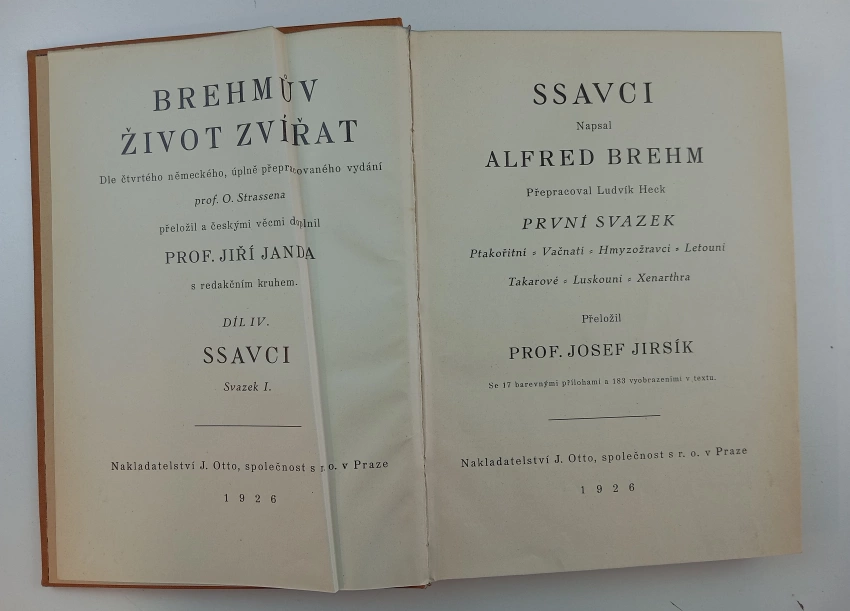 BREHMŮV
ŽIVOT ZVÍŘAT
Dle čtvrtého německého, úplně přepracovaného vydání
prof. O. Strassena
přeložil a českými věcmi doplnil
PROF. JIŘÍ JANDA
s redakčním kruhem.
DÍL IV.
SSAVCI
Svazek I.
Nakladatelství J. Otto, společnost s r. o. v Praze
1926
SSAVCI
Napsal
ALFRED BREHM
Přepracoval Ludvík Heck
PRVNÍ SVAZEK
Ptakořitní - Vačnatí - Hmyzožravci - Letouni
Takarové - Luskouni - Xenarthra
Přeložil
PROF. JOSEF JIRSÍK
Se 17 barevnými přílohami a 183 vyobrazeními v textu.
Nakladatelství J. Otto, společnost s r. o. v Praze
1926